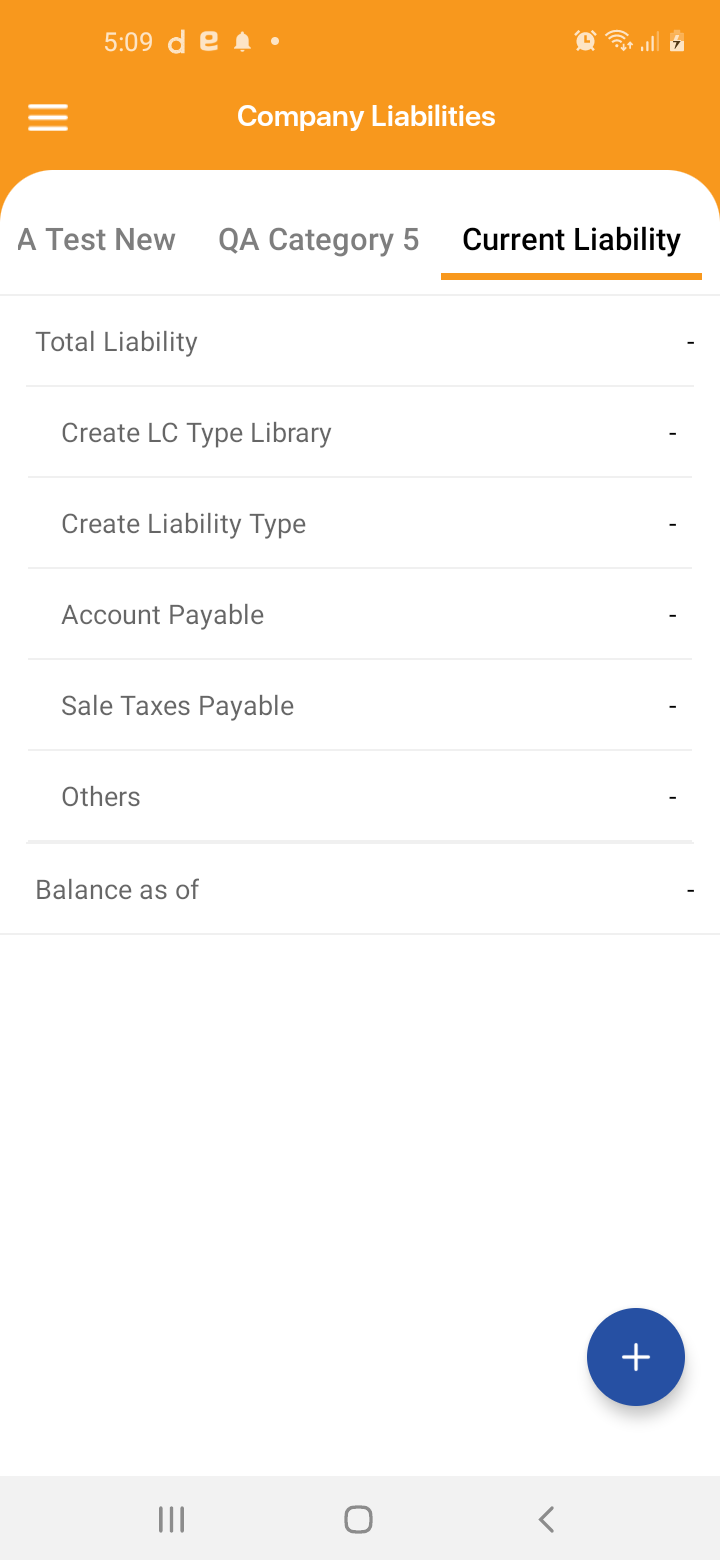 5:09
Company Liabilities
A Test New QA Category 5 Current Liability
Total Liability -
Create LC Type Library -
Create Liability Type -
Account Payable -
Sale Taxes Payable -
Others -
Balance as of -